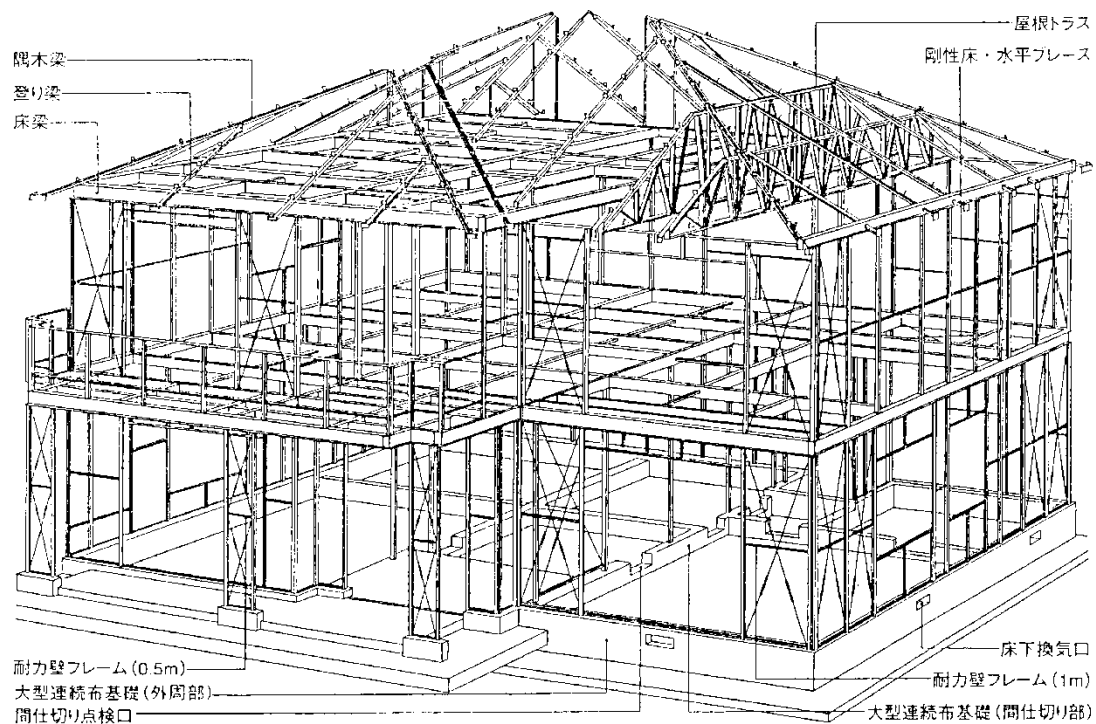 隅木梁
登り梁
床梁
屋根トラス
剛性床・水平ブレース
耐力壁フレーム(0.5m)
大型連続布基礎(外周部)
間仕切り点検口
床下換気口
耐力壁フレーム(1m)
大型連続布基礎(間仕切り部)